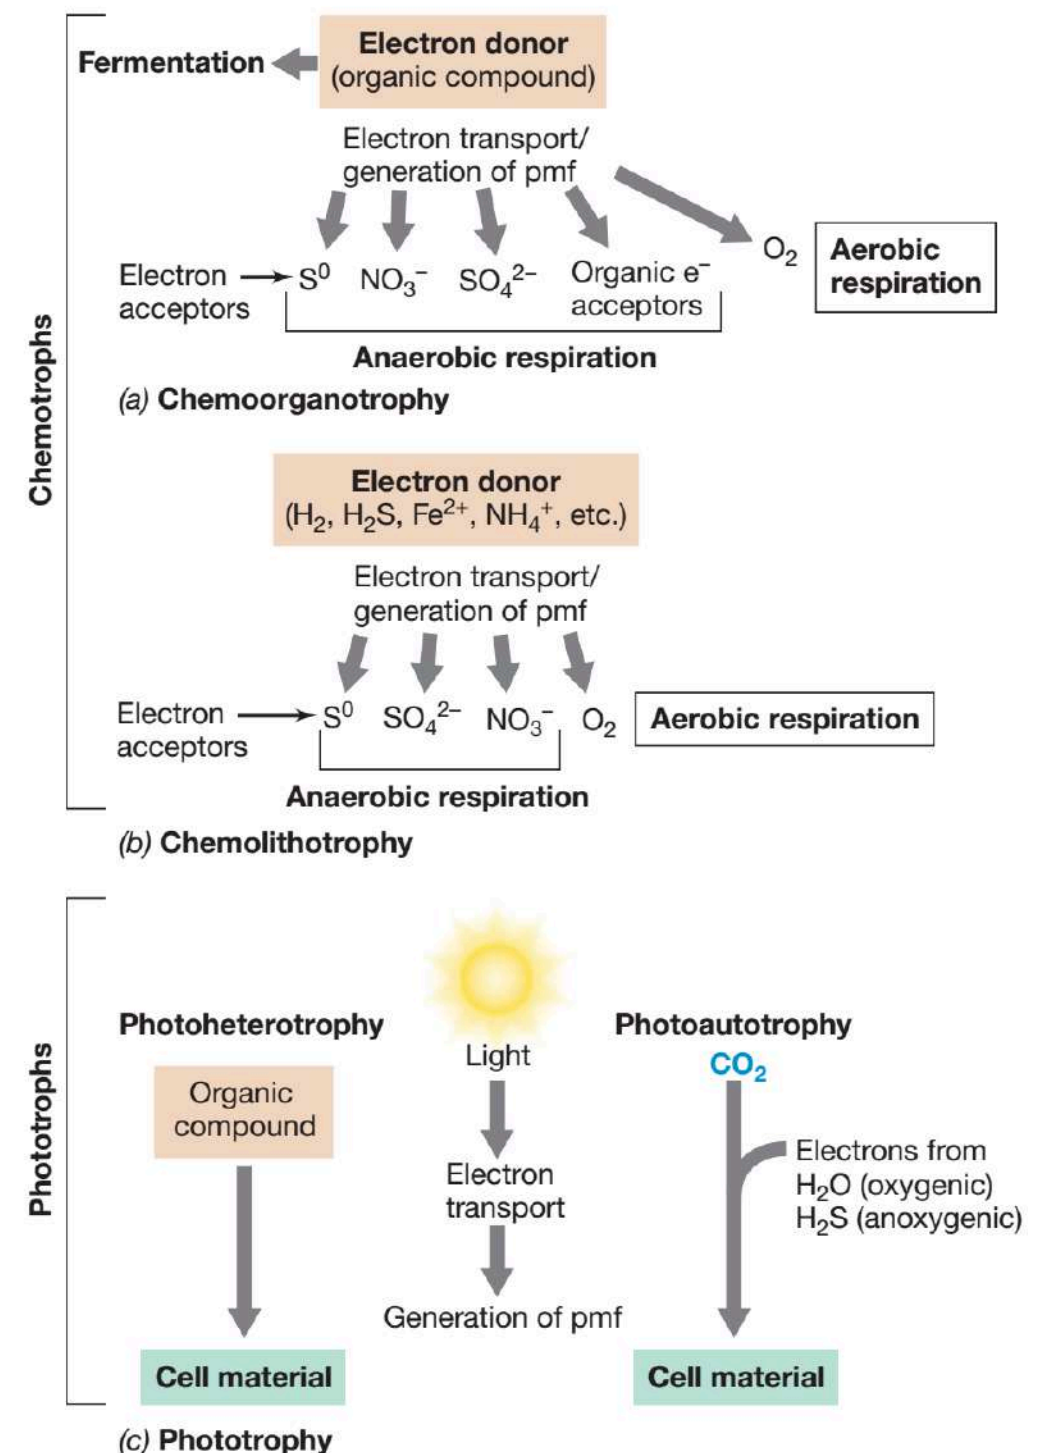 Chemotrophs
Fermentation
Electron donor
(organic compound)
Electron transport/
generation of pmf
Electron
acceptors
S⁰
NO₃⁻
SO₄²⁻
Organic e⁻
acceptors
O₂
Aerobic
respiration
Anaerobic respiration
(a) Chemoorganotrophy
Electron donor
(H₂, H₂S, Fe²⁺, NH₄⁺, etc.)
Electron transport/
generation of pmf
Electron
acceptors
S⁰
SO₄²⁻
NO₃⁻
O₂
Aerobic respiration
Anaerobic respiration
(b) Chemolithotrophy
Phototrophs
Photoheterotrophy
Organic
compound
Cell material
Light
Electron
transport
Generation of pmf
Photoautotrophy
CO₂
Electrons from
H₂O (oxygenic)
H₂S (anoxygenic)
Cell material
(c) Phototrophy